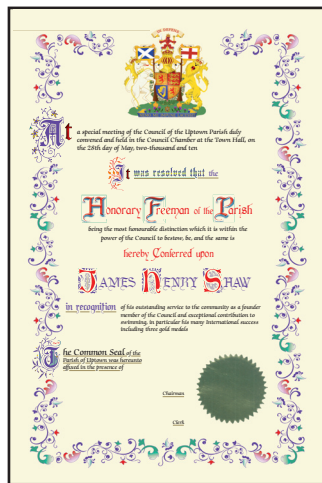 IN DEFENS
At a special meeting of the Council of the Uptown Parish duly
convened and held in the Council Chamber at the Town Hall, on
the 28th day of May, two-thousand and ten
It was resolved that the
Honorary Freeman of the Parish
being the most honourable distinction which it is within the
power of the Council to bestow, be, and the same is
hereby Conferred upon
JAMES HENRY SHAW
in recognition of his outstanding service to the community as a founder
member of the Council and exceptional contribution to
swimming, in particular his many International success
including three gold medals
The Common Seal of the
Parish of Uptown was hereunto
affixed in the presence of
Chairman
Clerk